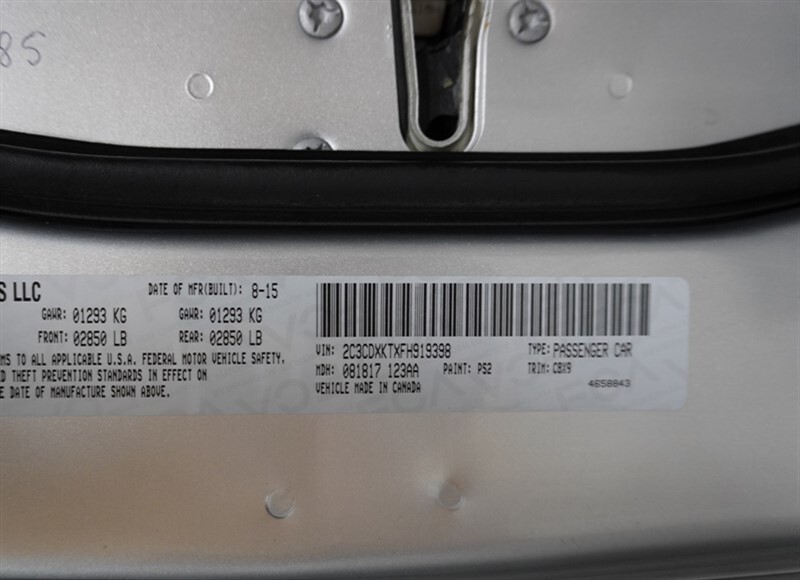 85
S LLC
DATE OF MFR(BUILT): 8-15
GAWR: 01293 KG GAWR: 01293 KG
FRONT: 02850 LB REAR: 02850 LB
MS TO ALL APPLICABLE U.S.A. FEDERAL MOTOR VEHICLE SAFETY,
D THEFT PREVENTION STANDARDS IN EFFECT ON
E DATE OF MANUFACTURE SHOWN ABOVE.
VIN: 2C3CDXKTXFH919398 TYPE: PASSENGER CAR
MDH: 081817 123AA PAINT: PS2 TRIM: CBX9
VEHICLE MADE IN CANADA 4658843